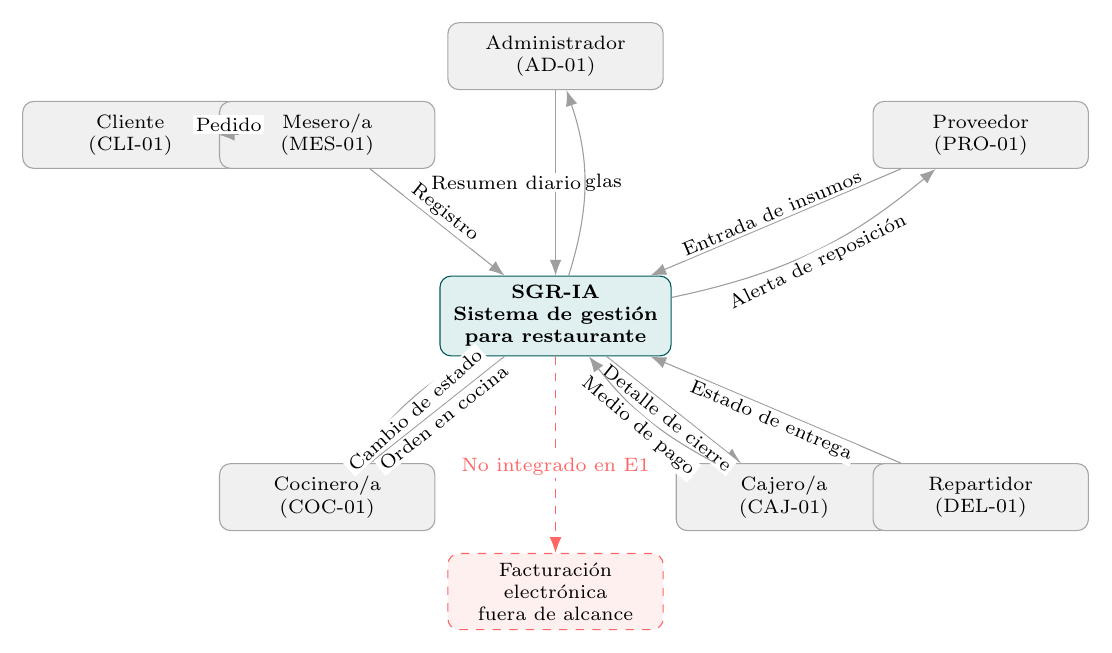 Administrador
(AD-01)
Cliente
(CLI-01)
Pedido
Mesero/a
(MES-01)
Proveedor
(PRO-01)
Resumen diario
glas
Registro
Entrada de insumos
Alerta de reposición
SGR-IA
Sistema de gestión
para restaurante
Cambio de estado
Orden en cocina
Detalle de cierre
Medio de pago
Estado de entrega
No integrado en E1
Cocinero/a
(COC-01)
Cajero/a
(CAJ-01)
Repartidor
(DEL-01)
Facturación
electrónica
fuera de alcance